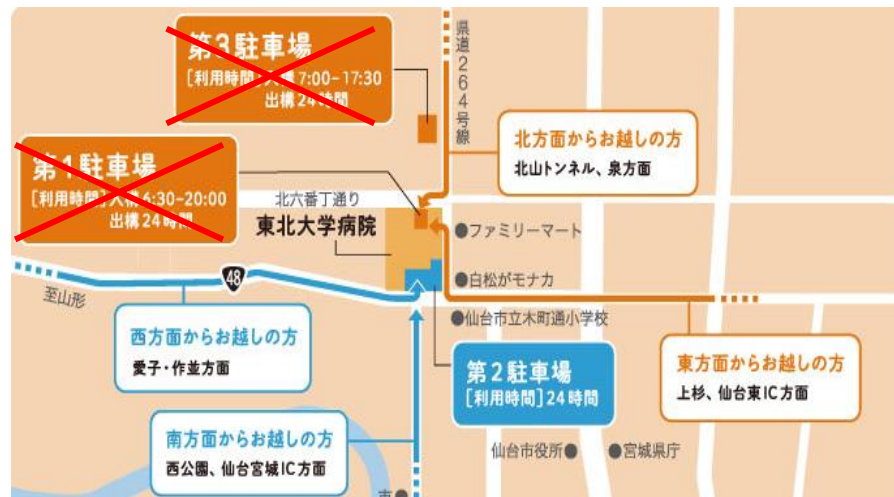 第3駐車場
[利用時間]入構7:00-17:30
出構24時間
県道264号線
第1駐車場
[利用時間]入構6:30-20:00
出構24時間
北方面からお越しの方
北山トンネル、泉方面
北六番丁通り
東北大学病院
●ファミリーマート
48
●白松がモナカ
至山形
●仙台市立木町通小学校
西方面からお越しの方
愛子・作並方面
第2駐車場
[利用時間]24時間
東方面からお越しの方
上杉、仙台東IC方面
南方面からお越しの方
西公園、仙台宮城IC方面
仙台市役所●
●宮城県庁